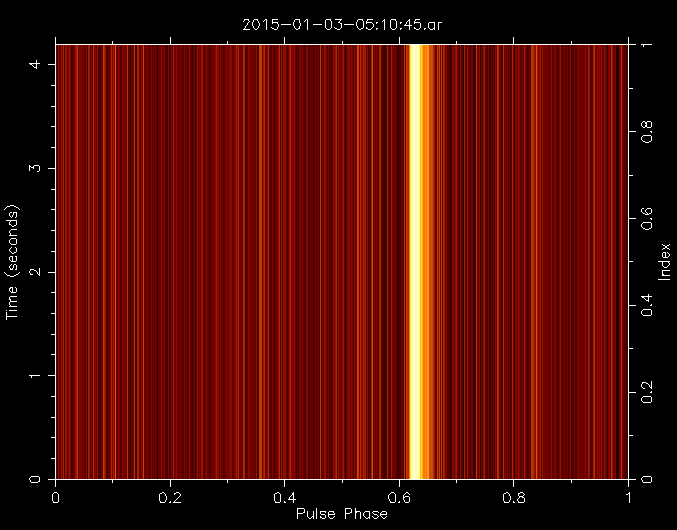 2015-01-03-05:10:45.ar
4
3
2
1
0
Time (seconds)
1
0.8
0.6
0.4
0.2
0
Index
0 0.2 0.4 0.6 0.8 1
Pulse Phase